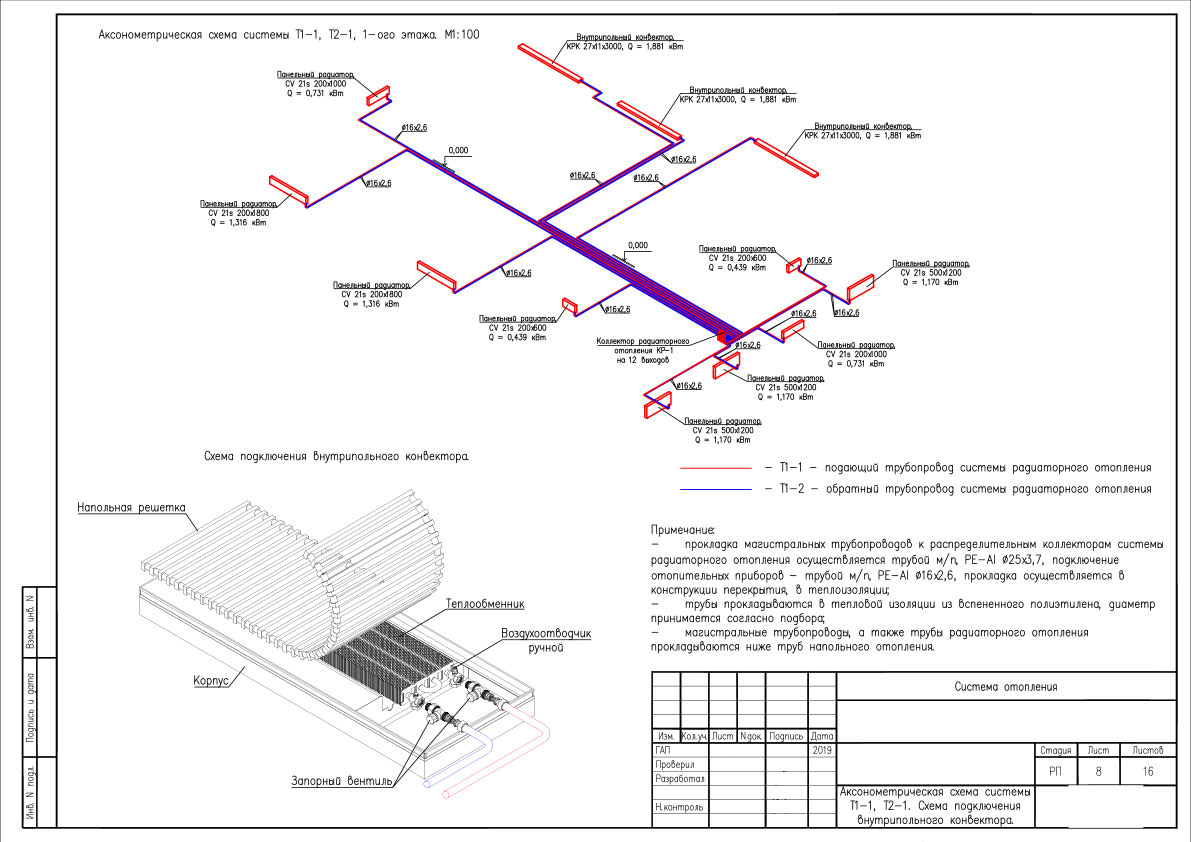 Аксонометрическая схема системы Т1-1, Т2-1, 1-ого этажа. М1:100
Внутрипольный конвектор,
КРК 27х11х3000, Q = 1,881 кВт
Панельный радиатор,
CV 21s 200х1000
Q = 0,731 кВт
Внутрипольный конвектор,
КРК 27х11х3000, Q = 1,881 кВт
Внутрипольный конвектор,
КРК 27х11х3000, Q = 1,881 кВт
ø16х2,6
0,000
ø16х2,6
ø16х2,6
ø16х2,6
ø16х2,6
Панельный радиатор,
CV 21s 200х1800
Q = 1,316 кВт
0,000
Панельный радиатор,
CV 21s 200х600
Q = 0,439 кВт
ø16х2,6
Панельный радиатор,
CV 21s 500х1200
Q = 1,170 кВт
ø16х2,6
Панельный радиатор,
CV 21s 200х1800
Q = 1,316 кВт
ø16х2,6
ø16х2,6
ø16х2,6
Панельный радиатор,
CV 21s 200х600
Q = 0,439 кВт
Коллектор радиаторного
отопления КР-1
на 12 выходов
ø16х2,6
Панельный радиатор,
CV 21s 200х1000
Q = 0,731 кВт
ø16х2,6
Панельный радиатор,
CV 21s 500х1200
Q = 1,170 кВт
Панельный радиатор,
CV 21s 500х1200
Q = 1,170 кВт
Схема подключения внутрипольного конвектора.
- Т1-1 - подающий трубопровод системы радиаторного отопления
- Т1-2 - обратный трубопровод системы радиаторного отопления
Напольная решетка
Теплообменник
Воздухоотводчик
ручной
Корпус
Запорный вентиль
Примечание:
- прокладка магистральных трубопроводов к распределительным коллекторам системы
радиаторного отопления осуществляется трубой м/п, PE-Al Ø25х3,7, подключение
отопительных приборов - трубой м/п, PE-Al Ø16х2,6, прокладка осуществляется в
конструкции перекрытия, в теплоизоляции;
- трубы прокладываются в тепловой изоляции из вспененного полиэтилена, диаметр
принимается согласно подбора;
- магистральные трубопроводы, а также трубы радиаторного отопления
прокладываются ниже труб напольного отопления.
Взам. инв. N
Подпись и дата
Инв. N подл.
Система отопления
Изм. Кол.уч. Лист Nдок. Подпись Дата
ГАП 2019
Проверил
Разработал
Н.контроль
Стадия Лист Листов
РП 8 16
Аксонометрическая схема системы
Т1-1, Т2-1. Схема подключения
внутрипольного конвектора.